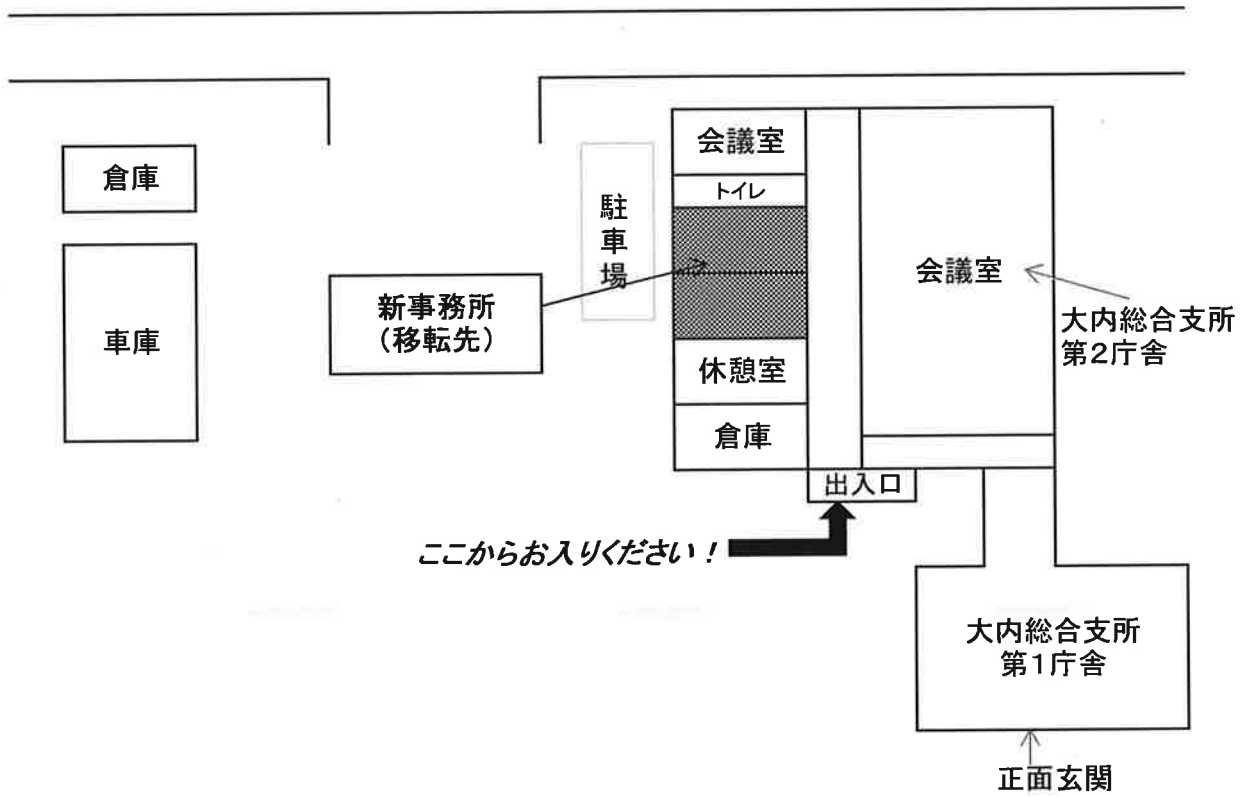 会議室
倉庫
トイレ
駐車場
会議室
新事務所
（移転先）
大内総合支所
第2庁舎
車庫
休憩室
倉庫
出入口
ここからお入りください！
大内総合支所
第1庁舎
正面玄関